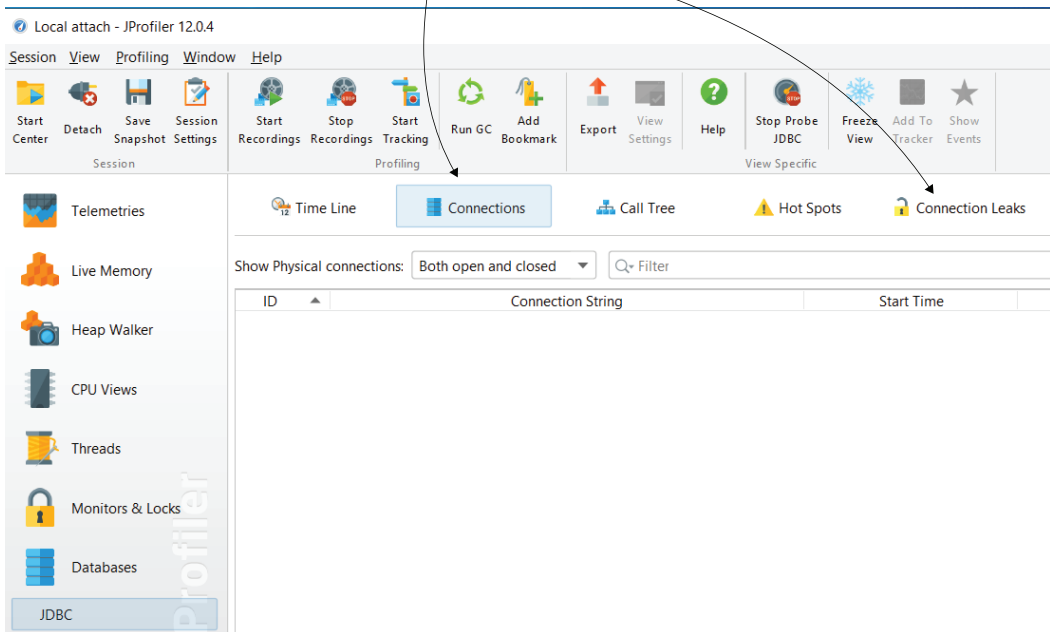 Local attach - JProfiler 12.0.4
Session View Profiling Window Help
Start Center
Detach
Save Snapshot
Session Settings
Start Recordings
Stop Recordings
Start Tracking
Run GC
Add Bookmark
Export
View Settings
Help
Stop Probe JDBC
Freeze View
Add To Tracker
Show Events
Session
Profiling
View Specific
Telemetries
Live Memory
Heap Walker
CPU Views
Threads
Monitors & Locks
Databases
JDBC
Profiler
12 Time Line
Connections
Call Tree
Hot Spots
Connection Leaks
Show Physical connections: Both open and closed Filter
ID Connection String Start Time